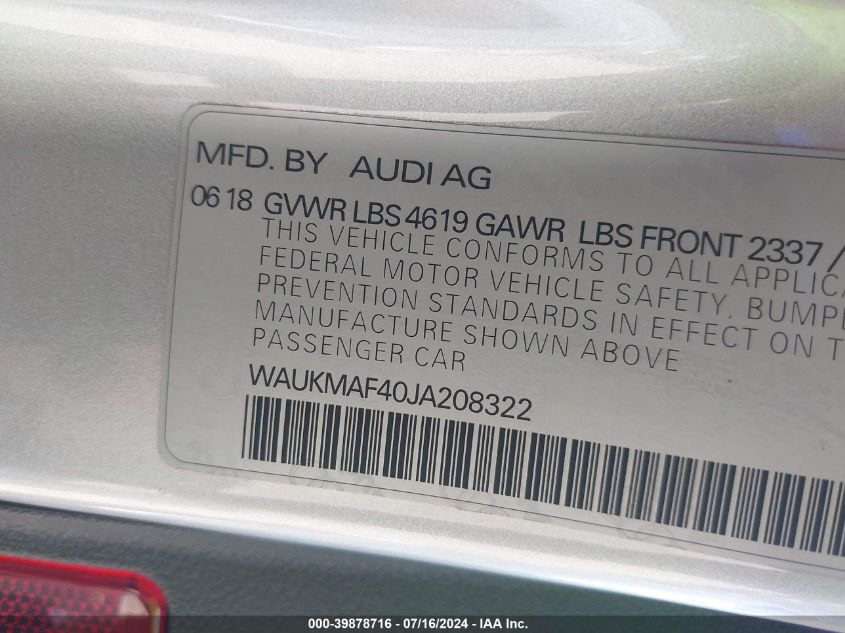 MFD. BY AUDI AG
06 18 GVWR LBS 4619 GAWR LBS FRONT 2337 /
THIS VEHICLE CONFORMS TO ALL APPLICA
FEDERAL MOTOR VEHICLE SAFETY, BUMPE
PREVENTION STANDARDS IN EFFECT ON T
MANUFACTURE SHOWN ABOVE
PASSENGER CAR
WAUKMAF40JA208322
000-39878716 - 07/16/2024 - IAA Inc.